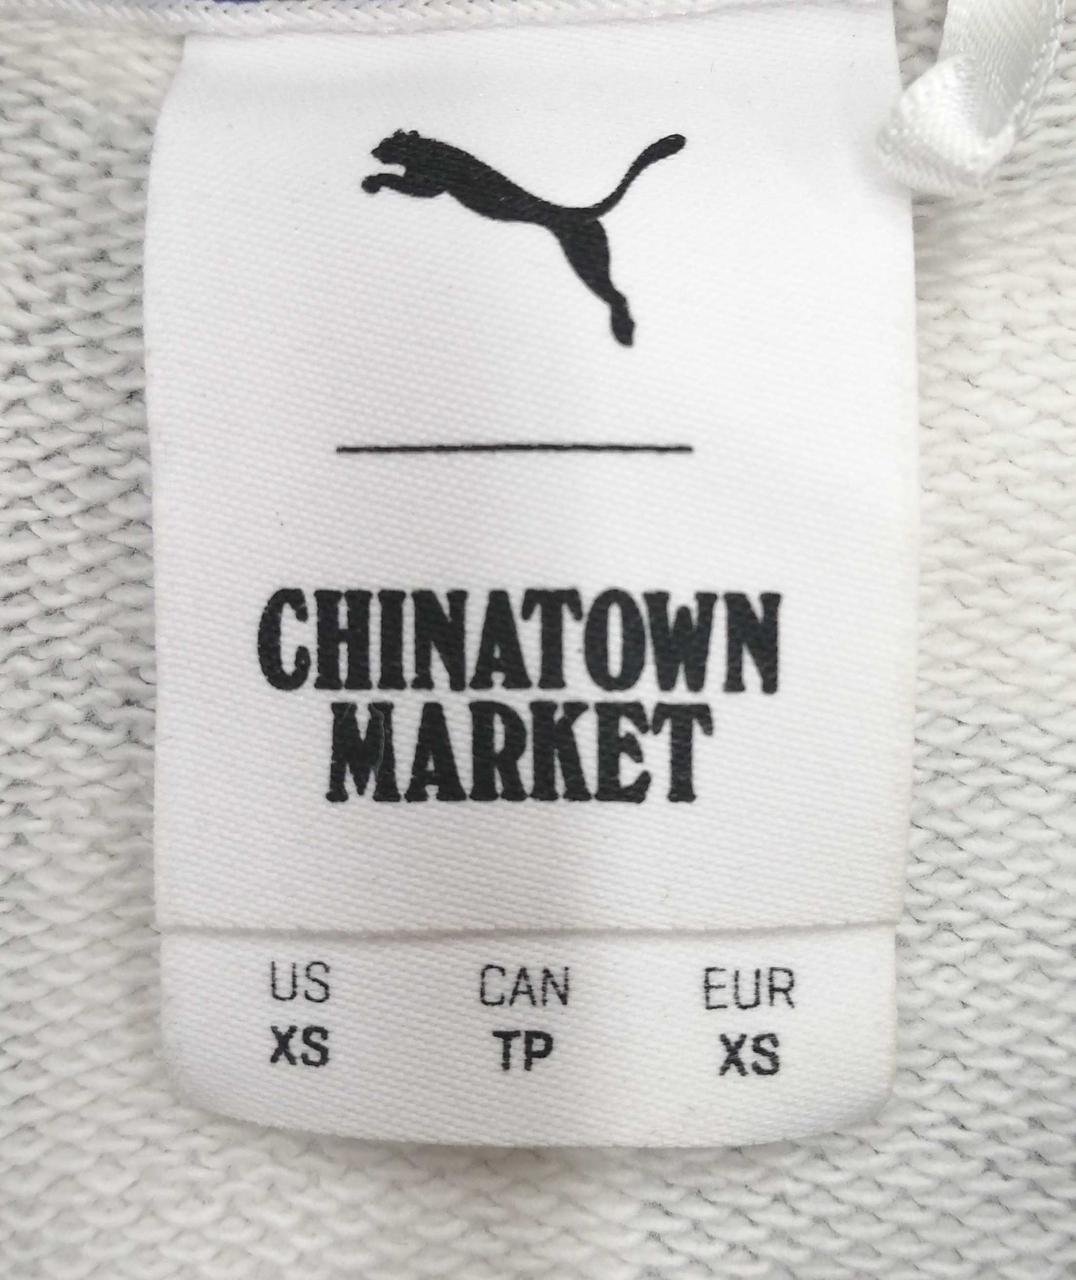 CHINATOWN
MARKET
US CAN EUR
XS TP XS